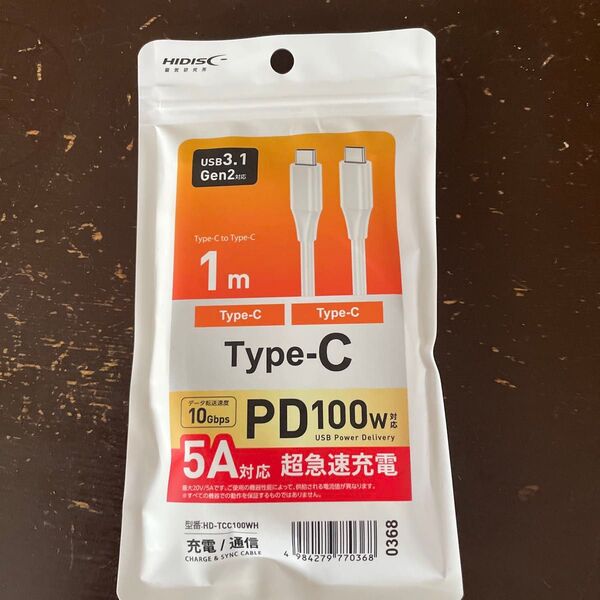 HIDISC
磁気研究所
USB3.1
Gen2対応
Type-C to Type-C
1m
Type-C
Type-C
Type-C
データ転送速度
10Gbps
PD100W対応
USB Power Delivery
5A対応 超急速充電
最大20V/5Aです。ご使用の機器性能によって、供給される電流値が異なります。
※すべての機器での動作を保証するものではありません。
型番:HD-TCC100WH
充電/通信
CHARGE & SYNC CABLE
4 984279 770368
0368